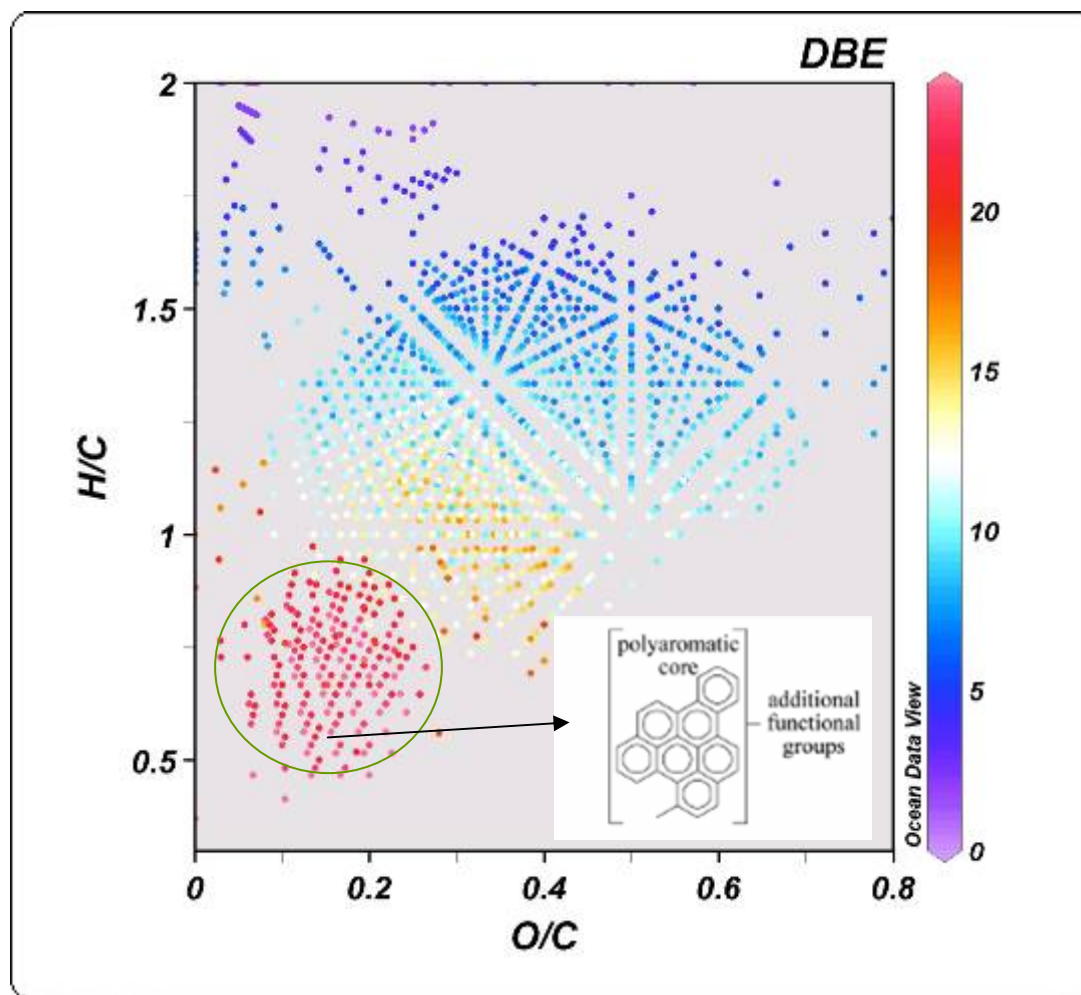 DBE
2
1.5
1
0.5
H/C
0
0.2
0.4
0.6
0.8
O/C
20
15
10
5
0
Ocean Data View
polyaromatic
core
additional
functional
groups